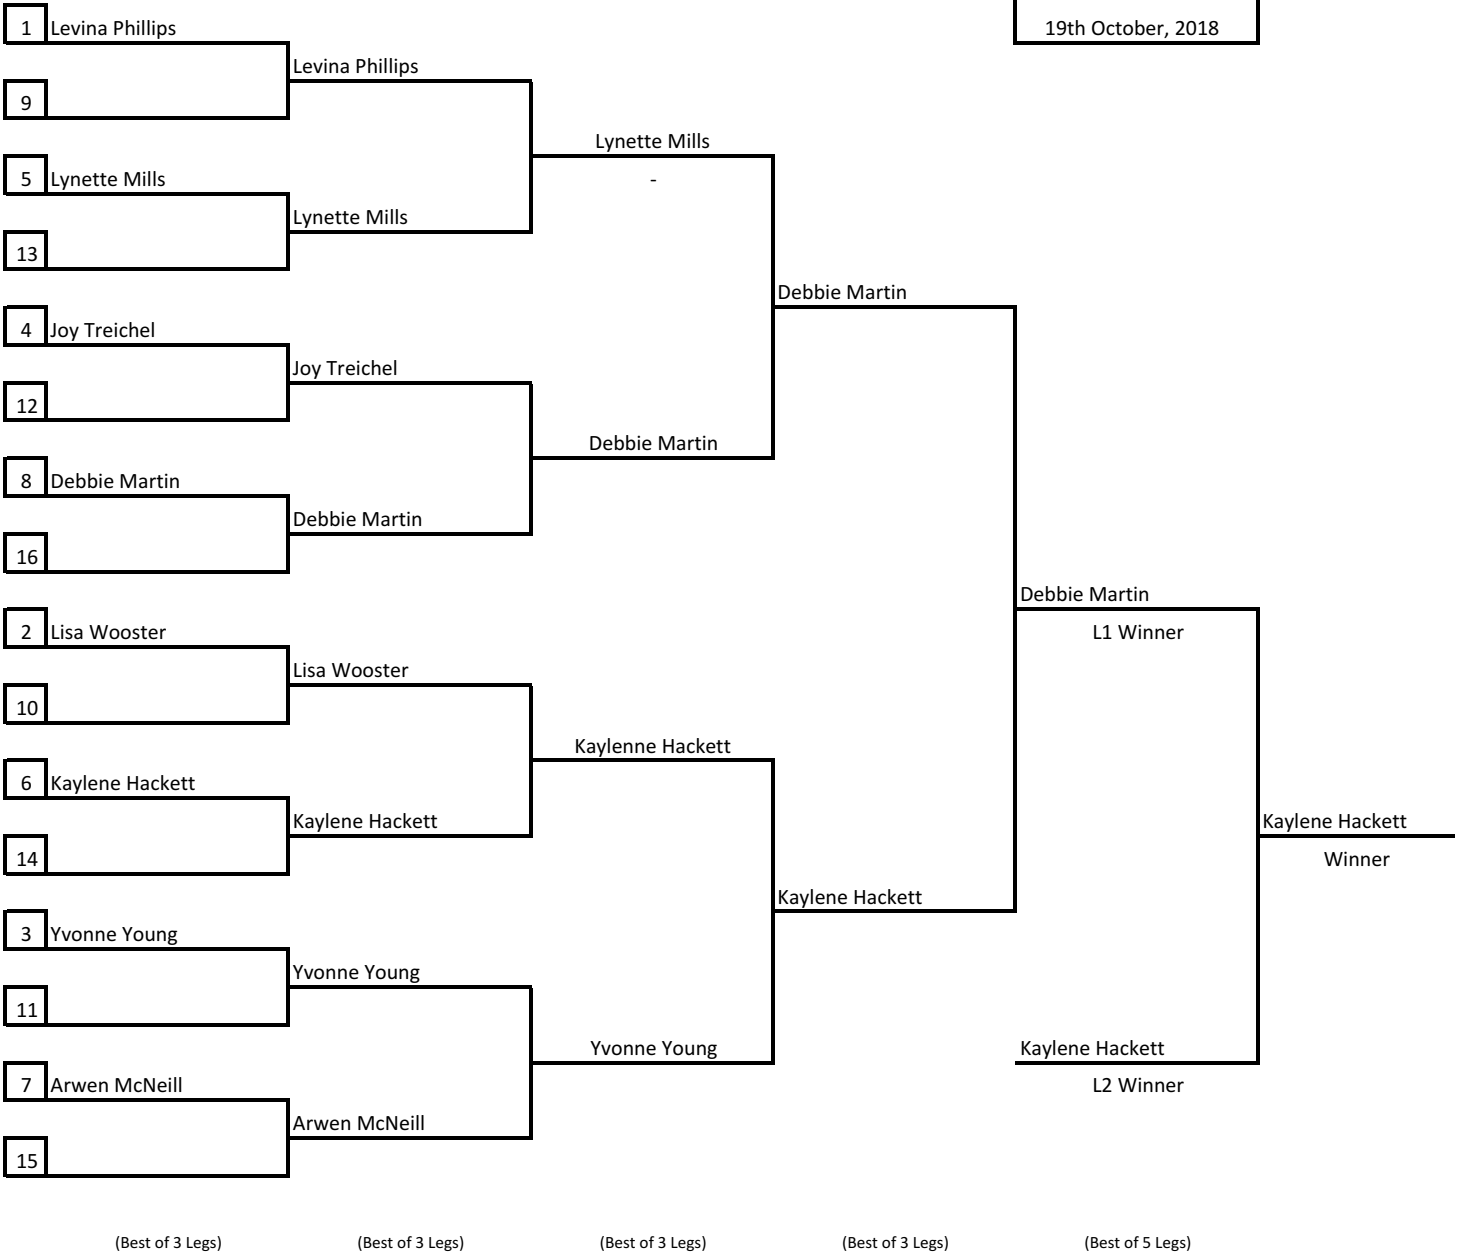 1 Levina Phillips
19th October, 2018
Levina Phillips
9
Lynette Mills
5 Lynette Mills
-
Lynette Mills
13
Debbie Martin
4 Joy Treichel
Joy Treichel
12
Debbie Martin
8 Debbie Martin
Debbie Martin
16
Debbie Martin
2 Lisa Wooster
L1 Winner
Lisa Wooster
10
Kaylenne Hackett
6 Kaylene Hackett
Kaylene Hackett
Kaylene Hackett
14
Winner
Kaylene Hackett
3 Yvonne Young
Yvonne Young
11
Yvonne Young
Kaylene Hackett
7 Arwen McNeill
L2 Winner
Arwen McNeill
15
(Best of 3 Legs) (Best of 3 Legs) (Best of 3 Legs) (Best of 3 Legs) (Best of 5 Legs)